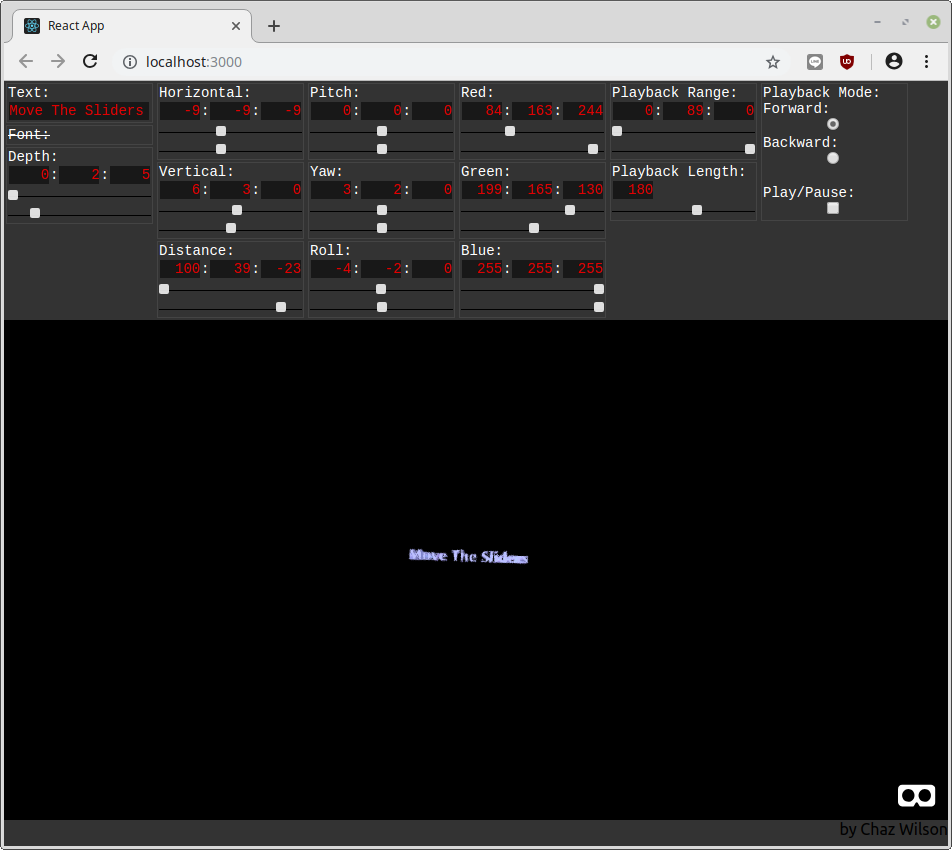 React App
localhost:3000
Text:
Move The Sliders
Font:
Depth:
0: 2: 5
Horizontal:
-9: -9: -9
Vertical:
6: 3: 0
Distance:
100: 39: -23
Pitch:
0: 0: 0
Yaw:
3: 2: 0
Roll:
-4: -2: 0
Red:
84: 163: 244
Green:
199: 165: 130
Blue:
255: 255: 255
Playback Range:
0: 89: 0
Playback Length:
180
Playback Mode:
Forward:
Backward:
Play/Pause:
Move The Sliders
by Chaz Wilson